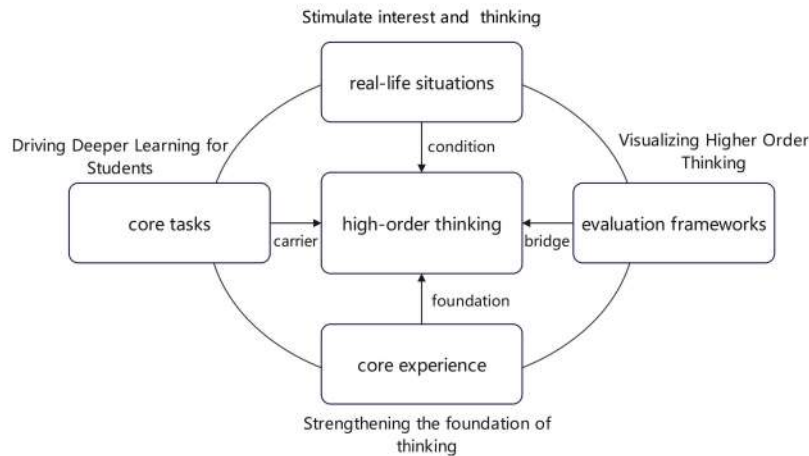 Stimulate interest and thinking
real-life situations
condition
Driving Deeper Learning for
Students
Visualizing Higher Order
Thinking
core tasks
carrier
high-order thinking
bridge
evaluation frameworks
foundation
core experience
Strengthening the foundation of
thinking